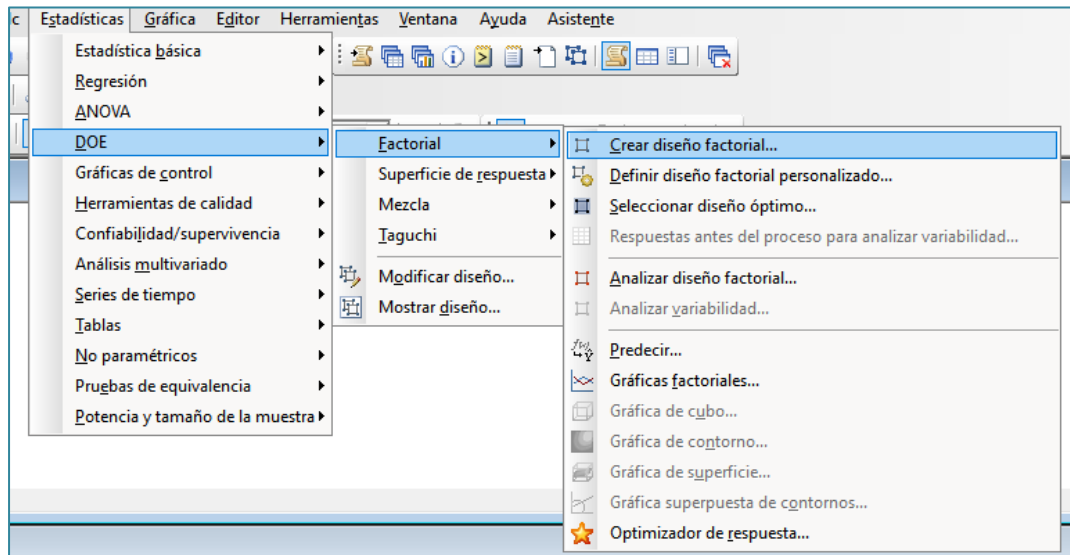 c Estadísticas Gráfica Editor Herramientas Ventana Ayuda Asistente
Estadística básica
Regresión
ANOVA
DOE
Gráficas de control
Herramientas de calidad
Confiabilidad/supervivencia
Análisis multivariado
Series de tiempo
Tablas
No paramétricos
Pruebas de equivalencia
Potencia y tamaño de la muestra
Factorial
Superficie de respuesta
Mezcla
Taguchi
Modificar diseño...
Mostrar diseño...
Crear diseño factorial...
Definir diseño factorial personalizado...
Seleccionar diseño óptimo...
Respuestas antes del proceso para analizar variabilidad...
Analizar diseño factorial...
Analizar variabilidad...
Predecir...
Gráficas factoriales...
Gráfica de cubo...
Gráfica de contorno...
Gráfica de superficie...
Gráfica superpuesta de contornos...
Optimizador de respuesta...